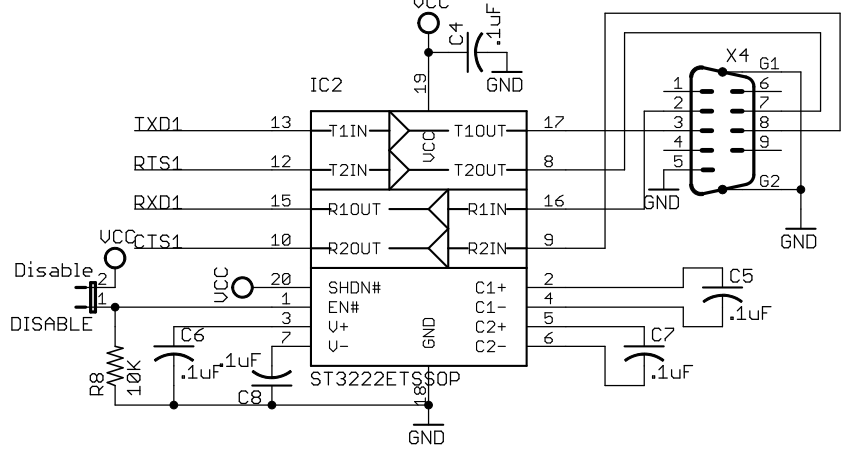 VCC
C4
.1uF
GND
19
IC2
X4
G1
1
6
2
7
3
8
4
9
5
G2
GND
GND
TXD1
13
T1IN
T1OUT
17
VCC
RTS1
12
T2IN
T2OUT
8
RXD1
15
R1OUT
R1IN
16
VCC
CTS1
10
R2OUT
R2IN
9
Disable
2
1
DISABLE
VCC
20
SHDN#
C1+
2
C5
.1uF
1
EN#
C1-
4
3
V+
C2+
5
C6
.1uF
7
V-
GND
C2-
6
C7
.1uF
.1uF
C8
R8
10K
ST3222ETSSOP
18
GND